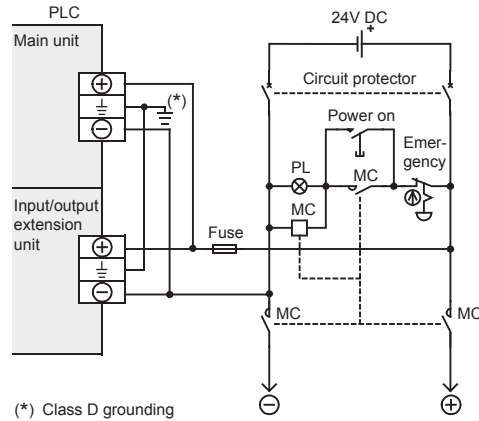 PLC
24V DC
+
Main unit
Circuit protector
(*)
Power on
Emer-
gency
PL
MC
MC
Input/output
extension
unit
Fuse
MC
MC
(*) Class D grounding